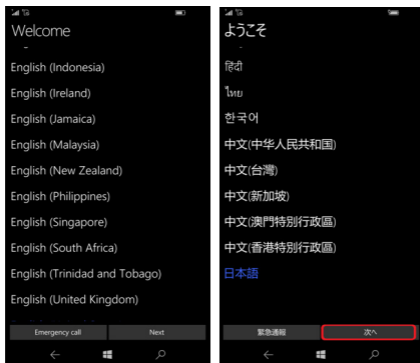 Welcome
English (Indonesia)
English (Ireland)
English (Jamaica)
English (Malaysia)
English (New Zealand)
English (Philippines)
English (Singapore)
English (South Africa)
English (Trinidad and Tobago)
English (United Kingdom)
Emergency call
Next
ようこそ
हिंदी
ไทย
한국어
中文(中华人民共和国)
中文(台灣)
中文(新加坡)
中文(澳門特別行政區)
中文(香港特別行政區)
日本語
緊急通報
次へ